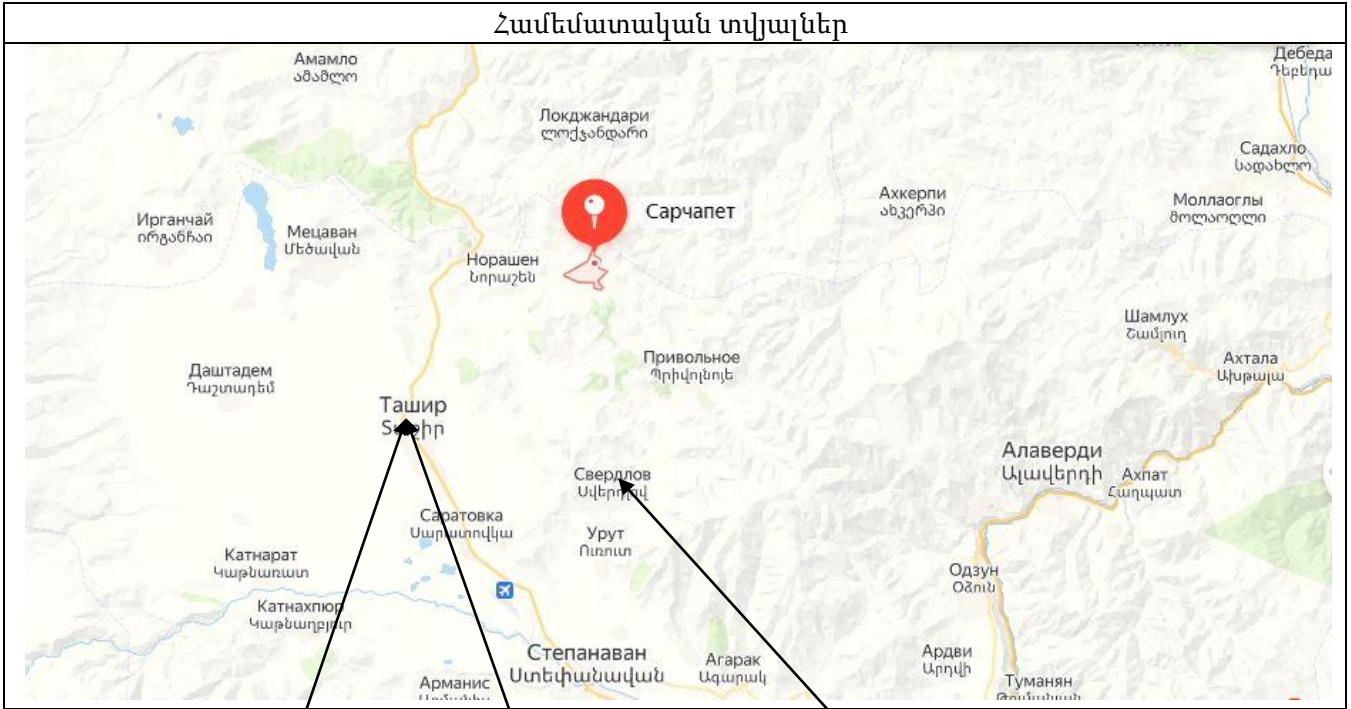 Համեմատական տվյալներ
Амамло
ამამლო
Дебеда
Դեբեդա
Локджандари
ლოქჯანდარი
Садахло
სადახლო
Сарчапет
Ахкерпи
ახკერპი
Моллаоглы
მოლაოღლი
Ирганчай
ირგანჩაი
Мецаван
Մեծավան
Норашен
Նորաշեն
Шамлух
Շամլուղ
Привольное
Պրիվոլնոյե
Ахтала
Ախթալա
Даштадем
Դաշտադեմ
Ташир
Алаверди
Ալավերդի
Ахпат
Հաղպատ
Свердлов
Саратовка
Սարատովկա
Урут
Ուռուտ
Катнарат
Կաթնառատ
Одзун
Օձուն
Катнахпюр
Կաթնաղբյուր
Степанаван
Ստեփանավան
Агарак
Ագարակ
Ардви
Արդվի
Арманис
Туманян